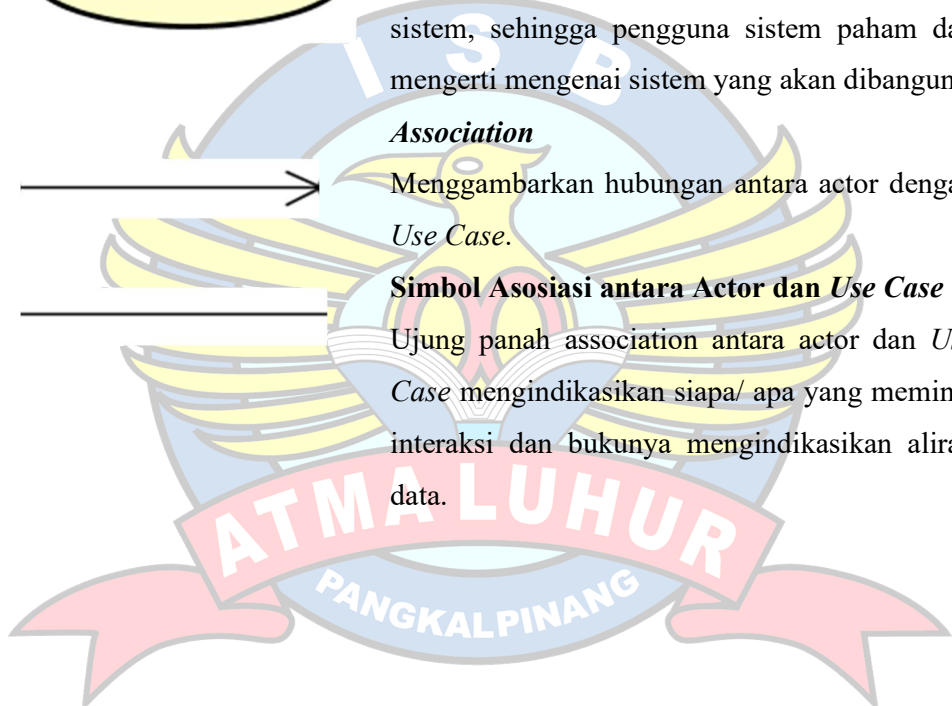 I S B
sistem, sehingga pengguna sistem paham da
mengerti mengenai sistem yang akan dibangun
Association
Menggambarkan hubungan antara actor denga
Use Case.
Simbol Asosiasi antara Actor dan Use Case
Ujung panah association antara actor dan Us
Case mengindikasikan siapa/ apa yang memin
interaksi dan bukunya mengindikasikan alira
data.
ATMA LUHUR
PANGKALPINANG